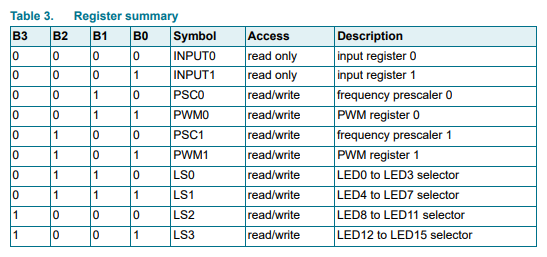 Table 3. Register summary
B3 B2 B1 B0 Symbol Access Description
0 0 0 0 INPUT0 read only input register 0
0 0 0 1 INPUT1 read only input register 1
0 0 1 0 PSC0 read/write frequency prescaler 0
0 0 1 1 PWM0 read/write PWM register 0
0 1 0 0 PSC1 read/write frequency prescaler 1
0 1 0 1 PWM1 read/write PWM register 1
0 1 1 0 LS0 read/write LED0 to LED3 selector
0 1 1 1 LS1 read/write LED4 to LED7 selector
1 0 0 0 LS2 read/write LED8 to LED11 selector
1 0 0 1 LS3 read/write LED12 to LED15 selector